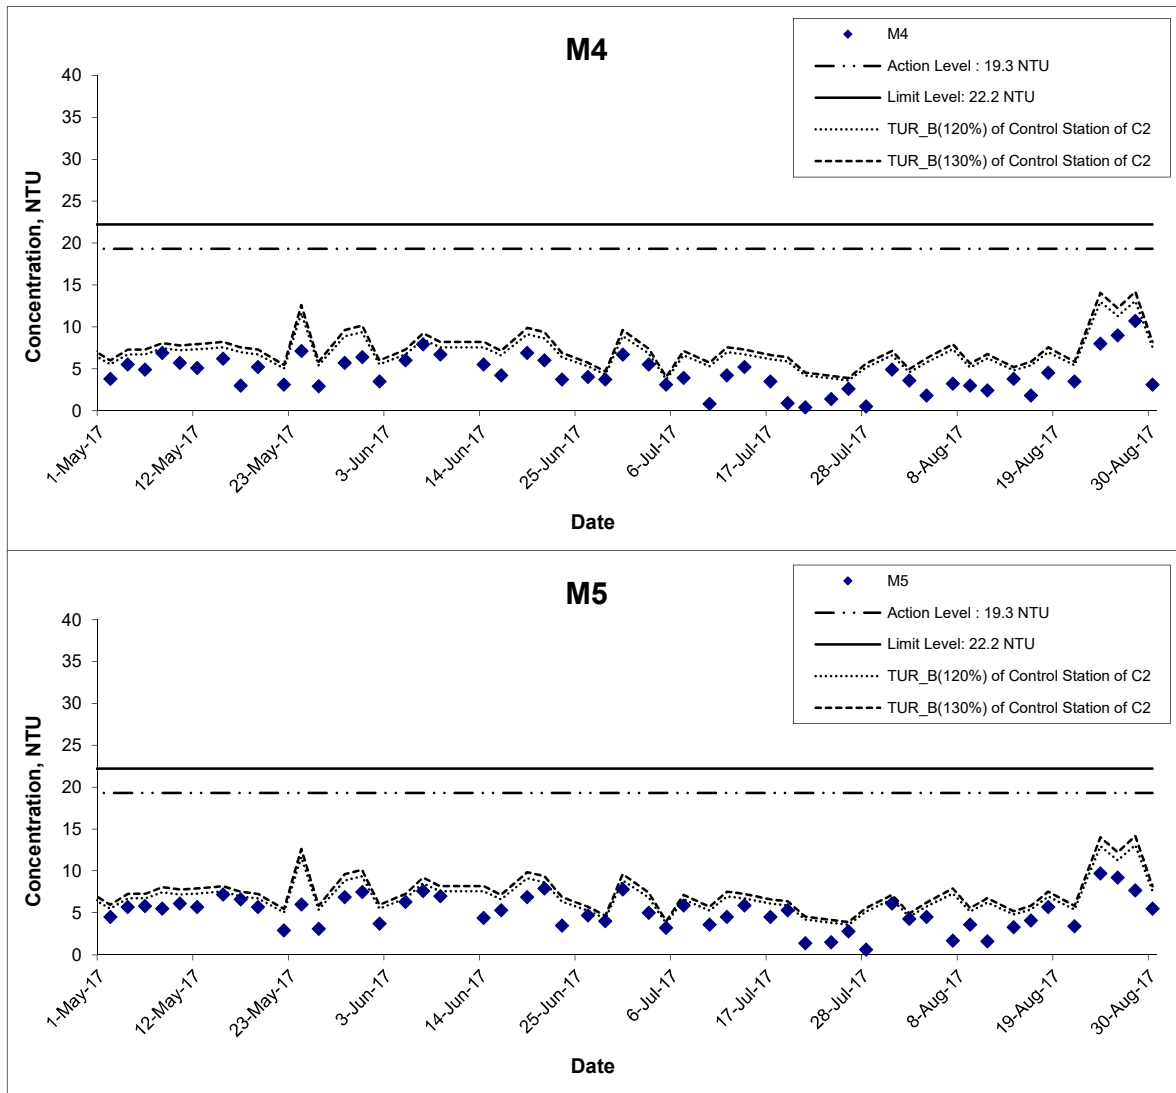 M4
M4
Action Level : 19.3 NTU
Limit Level: 22.2 NTU
TUR_B(120%) of Control Station of C2
TUR_B(130%) of Control Station of C2
Concentration, NTU
40
35
30
25
20
15
10
5
0
1-May-17
12-May-17
23-May-17
3-Jun-17
14-Jun-17
25-Jun-17
6-Jul-17
17-Jul-17
28-Jul-17
8-Aug-17
19-Aug-17
30-Aug-17
Date
M5
M5
Action Level : 19.3 NTU
Limit Level: 22.2 NTU
TUR_B(120%) of Control Station of C2
TUR_B(130%) of Control Station of C2
Concentration, NTU
40
35
30
25
20
15
10
5
0
1-May-17
12-May-17
23-May-17
3-Jun-17
14-Jun-17
25-Jun-17
6-Jul-17
17-Jul-17
28-Jul-17
8-Aug-17
19-Aug-17
30-Aug-17
Date